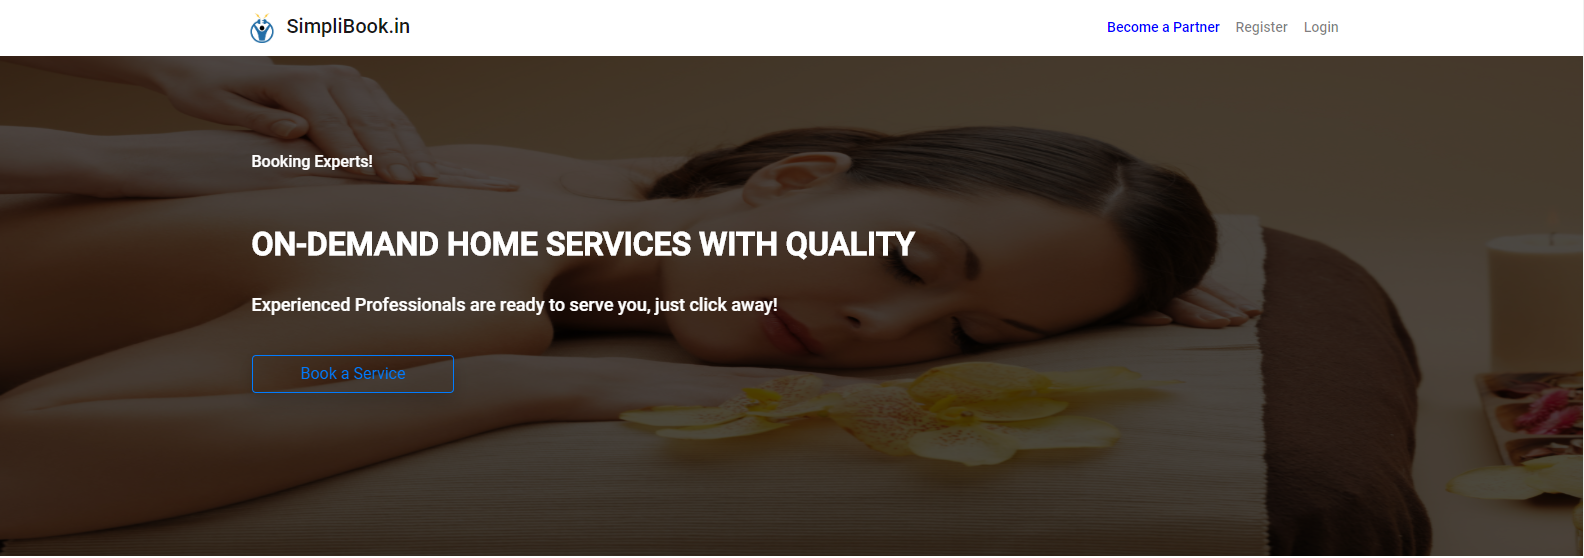 SimpliBook.in
Become a Partner
Register
Login
Booking Experts!
ON-DEMAND HOME SERVICES WITH QUALITY
Experienced Professionals are ready to serve you, just click away!
Book a Service